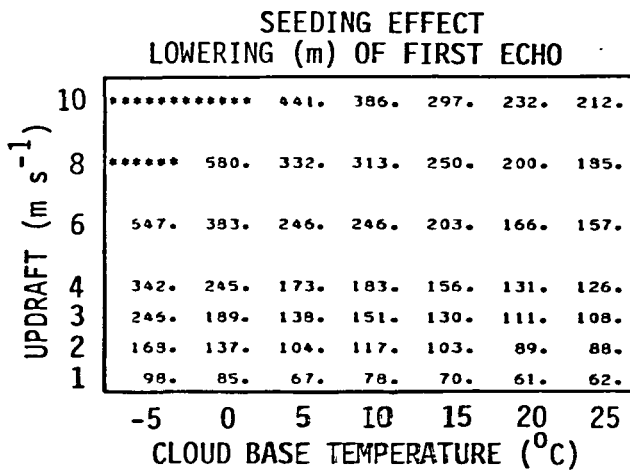 SEEDING EFFECT
LOWERING (m) OF FIRST ECHO
10 ************ 441. 386. 297. 232. 212.
8 ****** 580. 332. 313. 250. 200. 185.
6 547. 383. 246. 246. 203. 166. 157.
4 342. 245. 173. 183. 156. 131. 126.
3 245. 189. 138. 151. 130. 111. 108.
2 163. 137. 104. 117. 103. 89. 88.
1 98. 85. 67. 78. 70. 61. 62.
-5 0 5 10 15 20 25
CLOUD BASE TEMPERATURE (⁰C)
UPDRAFT (m s⁻¹)